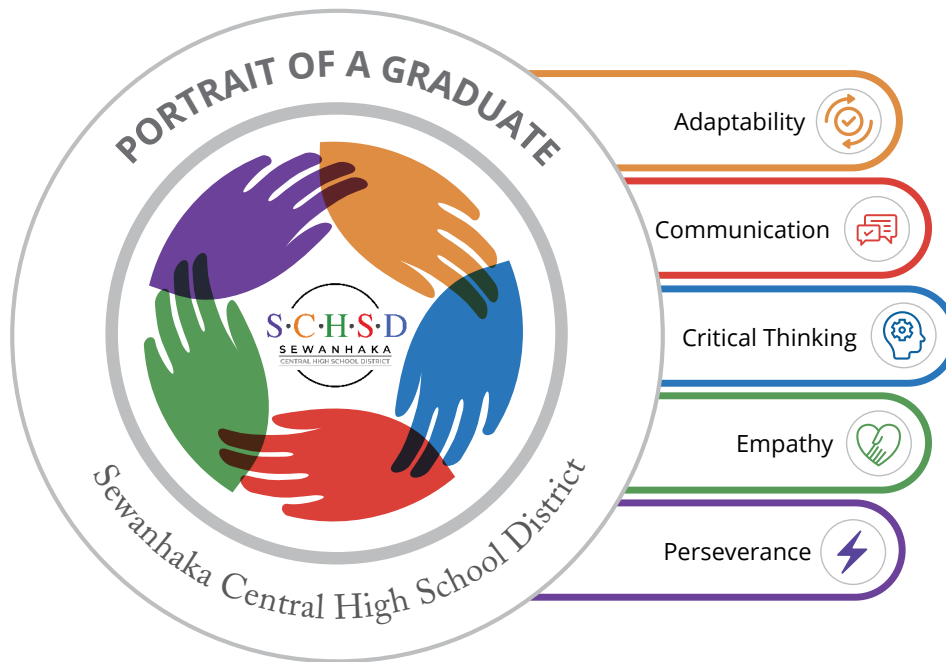 PORTRAIT OF A GRADUATE
S·C·H·S·D
SEWANHAKA
CENTRAL HIGH SCHOOL DISTRICT
Sewanhaka Central High School District
Adaptability
Communication
Critical Thinking
Empathy
Perseverance